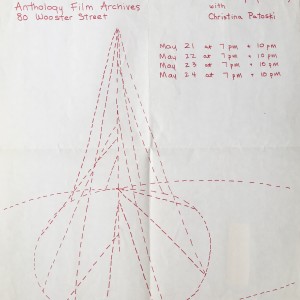 Anthology Film Archives
80 Wooster Street
with
Christina Patoski
May 21 at 7 pm + 10 pm
May 22 at 7 pm + 10 pm
May 23 at 7 pm + 10 pm
May 24 at 7 pm + 10 pm